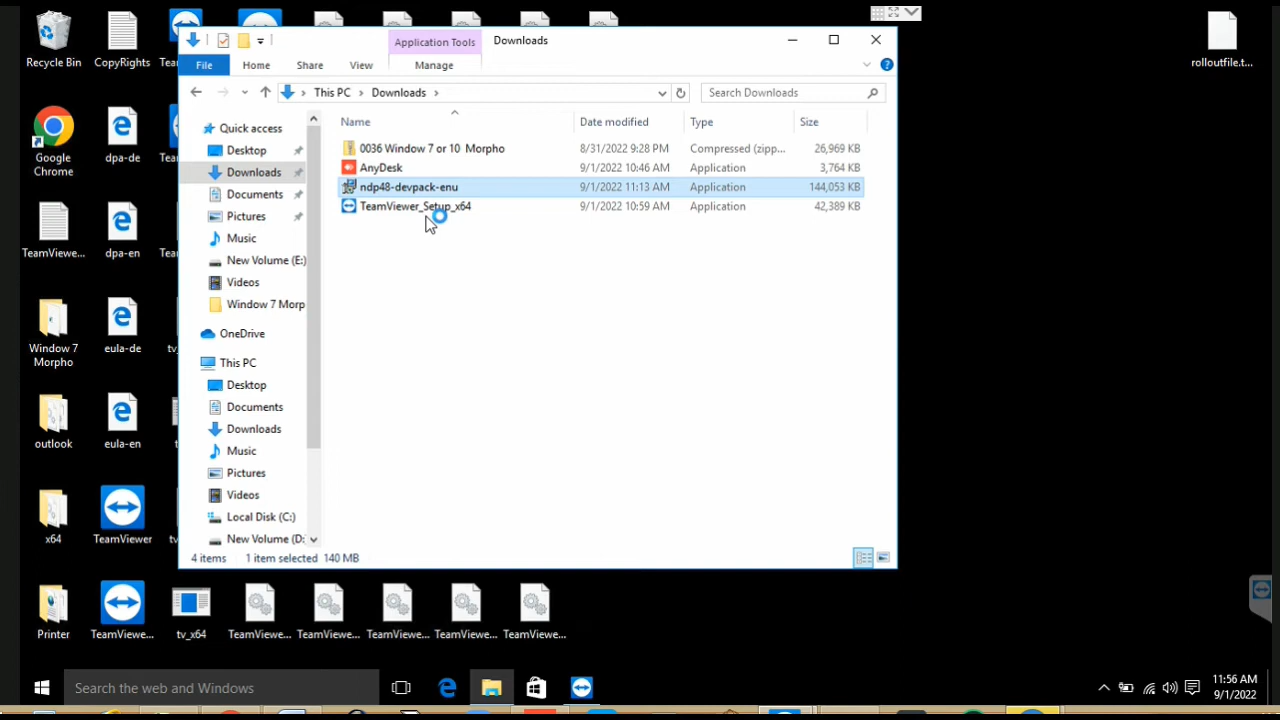 Recycle Bin
CopyRights
Google Chrome
dpa-de
TeamViewe...
dpa-en
Window 7 Morpho
eula-de
outlook
eula-en
x64
TeamViewer
Printer
TeamViewe...
tv_x64
TeamViewe...
TeamViewe...
TeamViewe...
TeamViewe...
TeamViewe...
rolloutfile.t...
Application Tools
Downloads
File
Home
Share
View
Manage
This PC
Downloads
Search Downloads
Name
Date modified
Type
Size
0036 Window 7 or 10 Morpho 8/31/2022 9:28 PM Compressed (zipp... 26,969 KB
AnyDesk 9/1/2022 10:46 AM Application 3,764 KB
ndp48-devpack-enu 9/1/2022 11:13 AM Application 144,053 KB
TeamViewer_Setup_x64 9/1/2022 10:59 AM Application 42,389 KB
Quick access
Desktop
Downloads
Documents
Pictures
Music
New Volume (E:)
Videos
Window 7 Morp
OneDrive
This PC
Desktop
Documents
Downloads
Music
Pictures
Videos
Local Disk (C:)
New Volume (D:
4 items 1 item selected 140 MB
Search the web and Windows
11:56 AM
9/1/2022